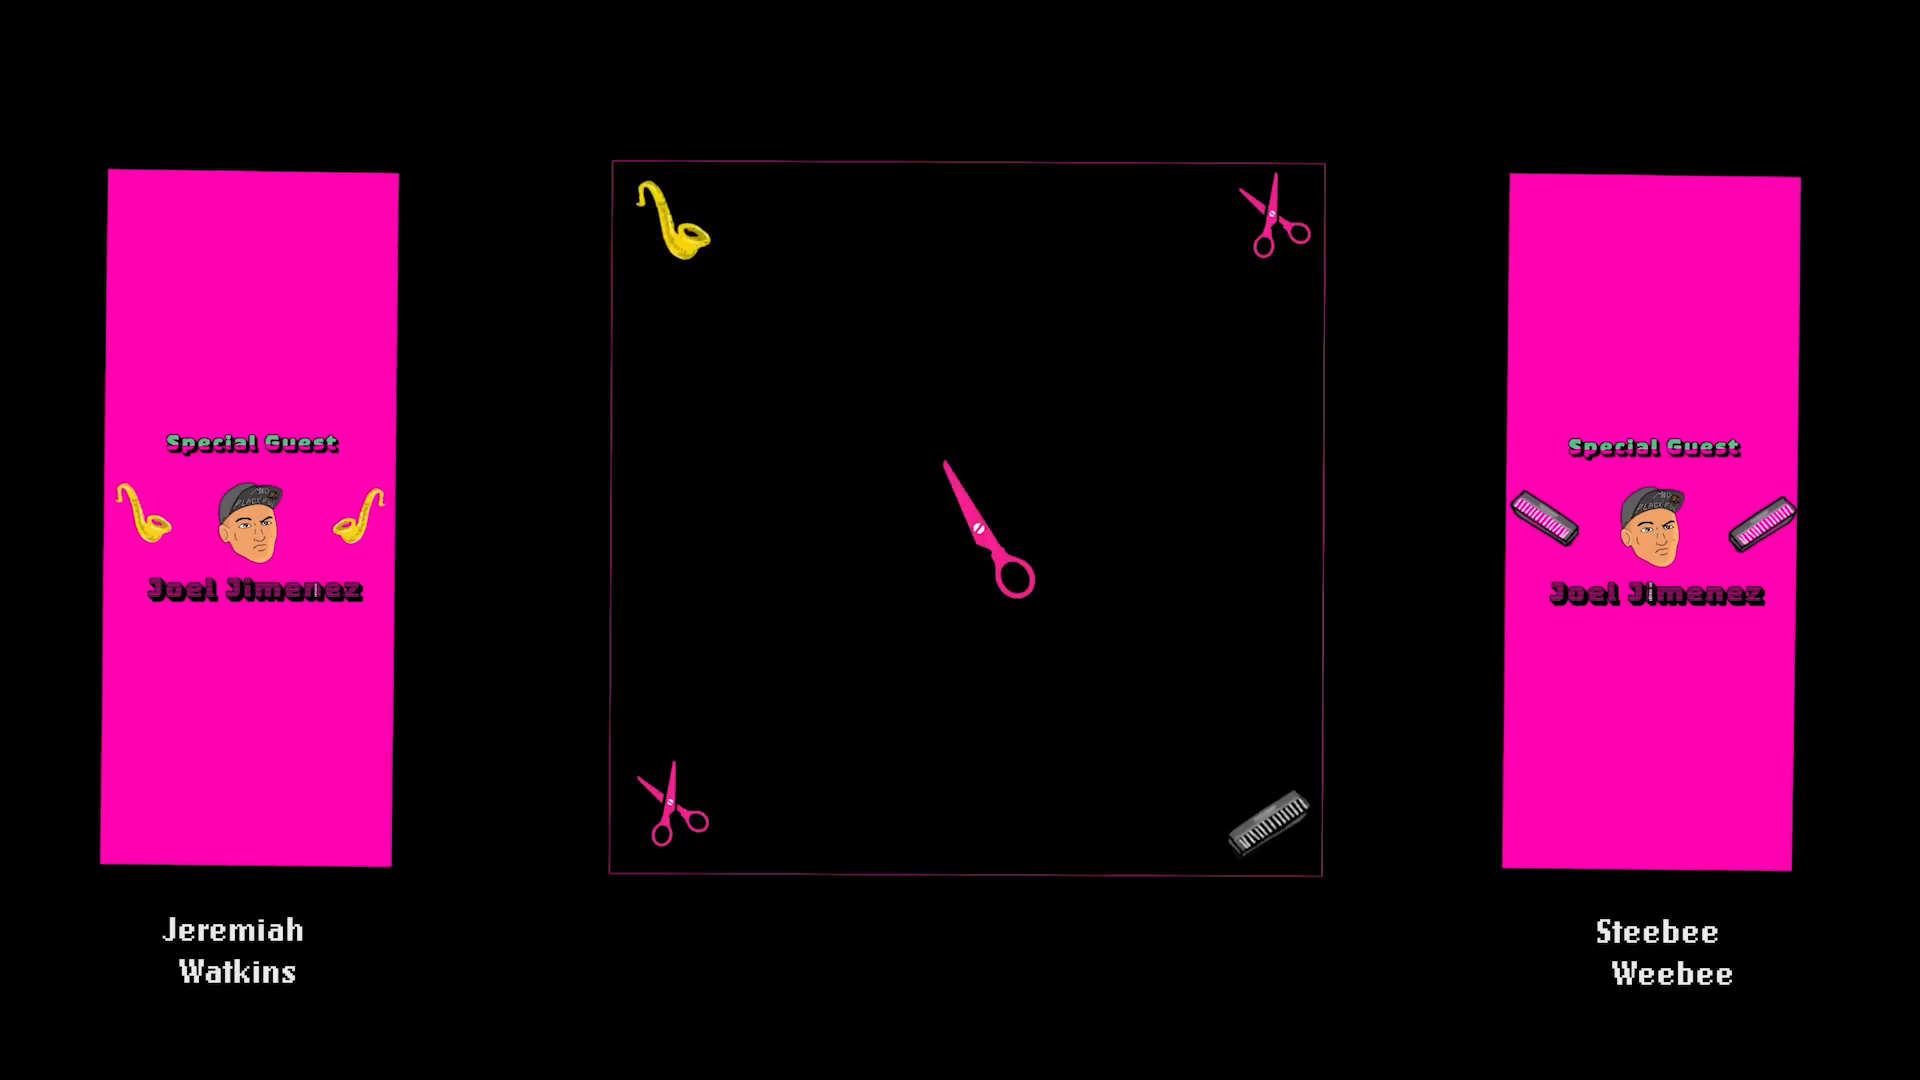 Special Guest
Joel Jimenez
Jeremiah
Watkins
Special Guest
Joel Jimenez
Steebee
Weebee